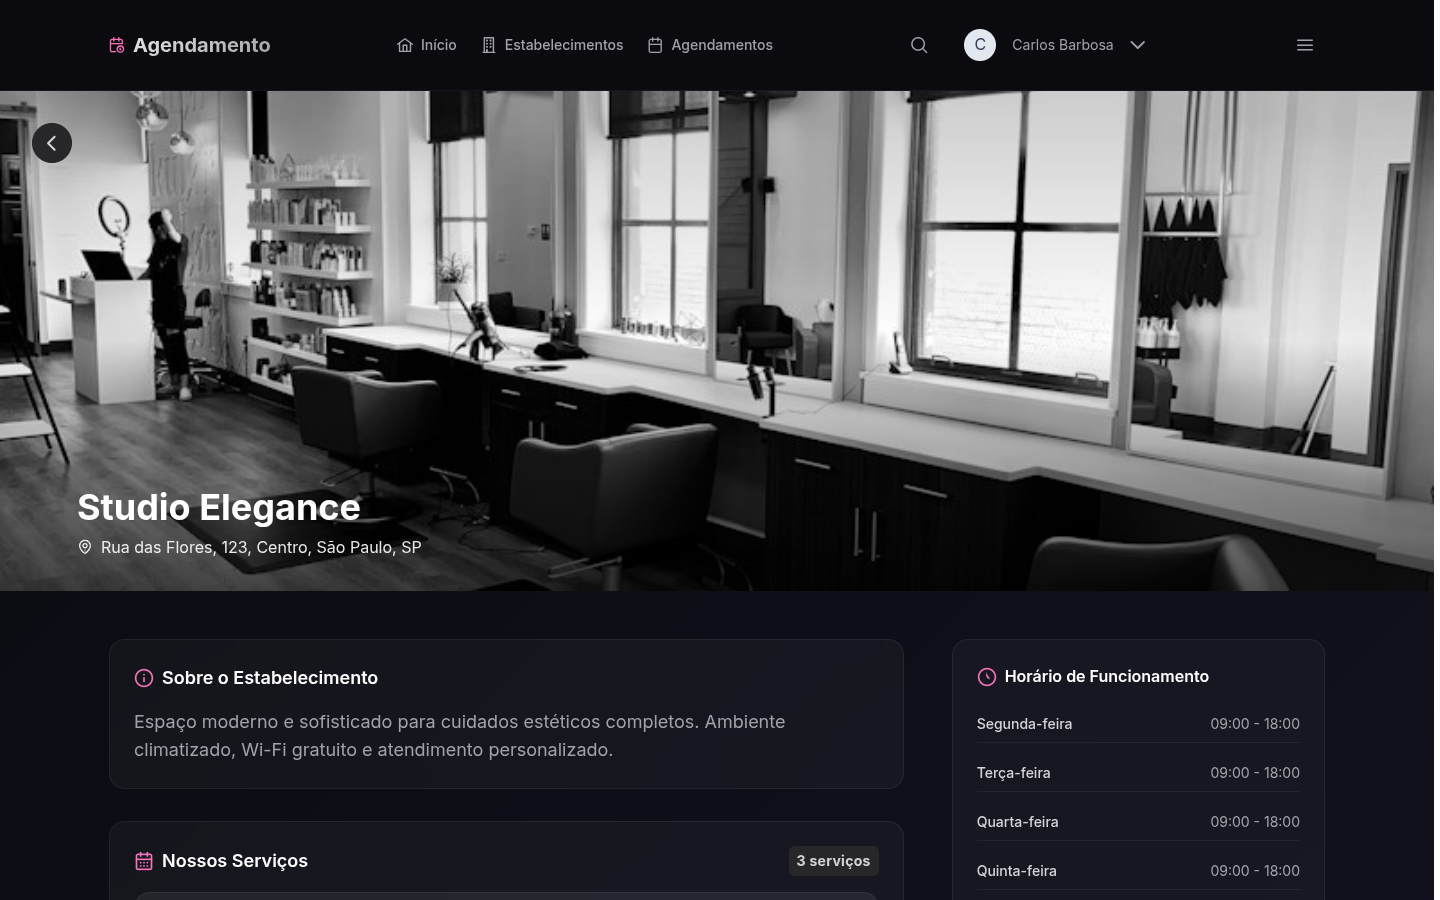 Agendamento
Início
Estabelecimentos
Agendamentos
C
Carlos Barbosa
Studio Elegance
Rua das Flores, 123, Centro, São Paulo, SP
Sobre o Estabelecimento
Espaço moderno e sofisticado para cuidados estéticos completos. Ambiente
climatizado, Wi-Fi gratuito e atendimento personalizado.
Nossos Serviços
3 serviços
Horário de Funcionamento
Segunda-feira 09:00 - 18:00
Terça-feira 09:00 - 18:00
Quarta-feira 09:00 - 18:00
Quinta-feira 09:00 - 18:00